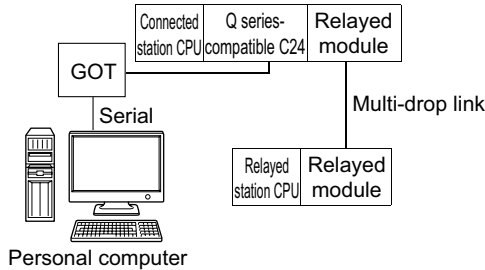 Connected
station CPU
Q series-
compatible C24
Relayed
module
GOT
Serial
Multi-drop link
Relayed
station CPU
Relayed
module
Personal computer